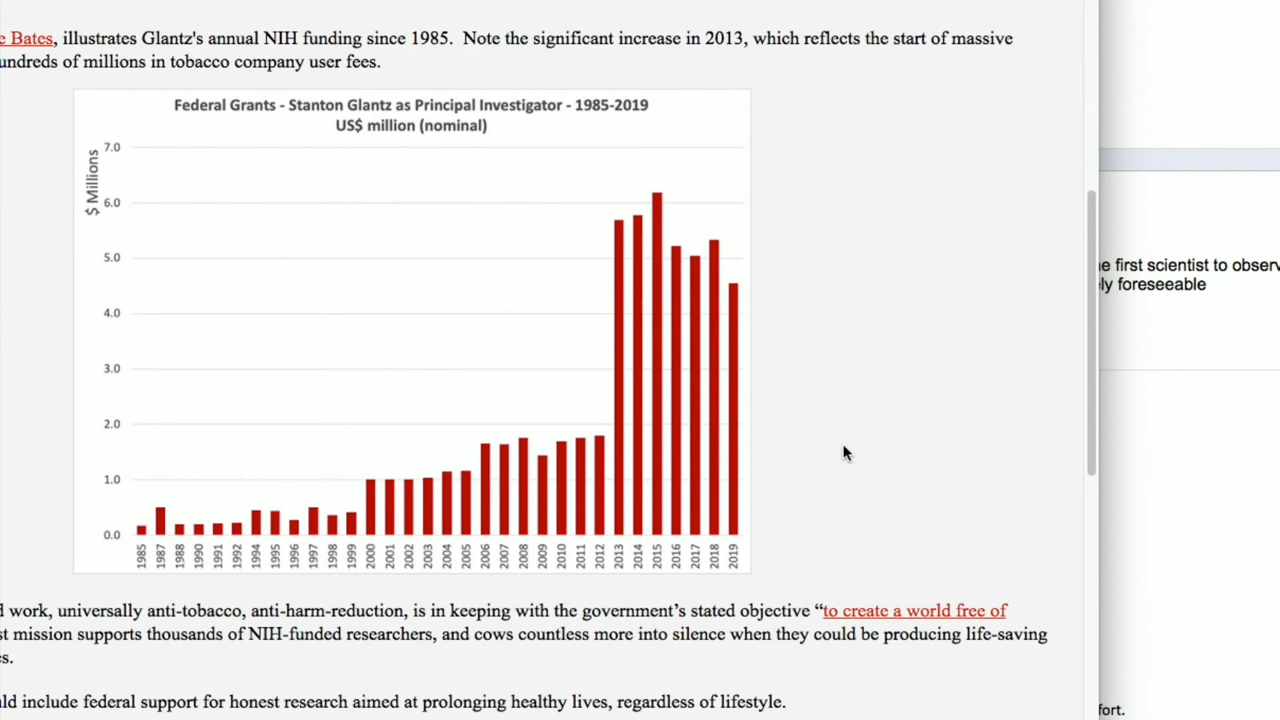 e Bates, illustrates Glantz's annual NIH funding since 1985. Note the significant increase in 2013, which reflects the start of massive
undreds of millions in tobacco company user fees.
Federal Grants - Stanton Glantz as Principal Investigator - 1985-2019
US$ million (nominal)
$ Millions
7.0
6.0
5.0
4.0
3.0
2.0
1.0
0.0
1985 1987 1988 1990 1991 1992 1994 1995 1996 1997 1998 1999 2000 2001 2002 2003 2004 2005 2006 2007 2008 2009 2010 2011 2012 2013 2014 2015 2016 2017 2018 2019
d work, universally anti-tobacco, anti-harm-reduction, is in keeping with the government's stated objective “to create a world free of
st mission supports thousands of NIH-funded researchers, and cows countless more into silence when they could be producing life-saving
es.
ld include federal support for honest research aimed at prolonging healthy lives, regardless of lifestyle.
e first scientist to observ
ly foreseeable
fort.